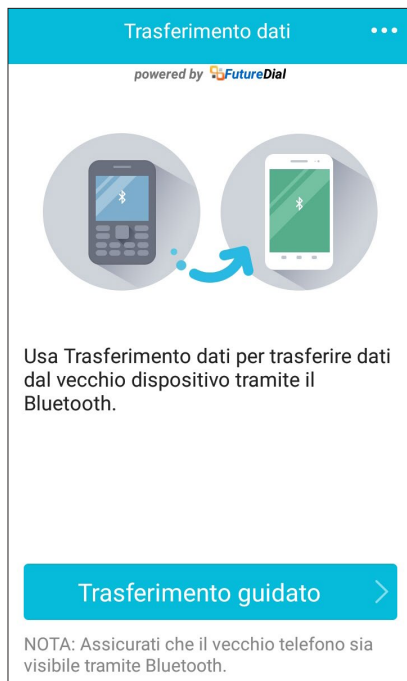 Trasferimento dati
powered by FutureDial
Usa Trasferimento dati per trasferire dati
dal vecchio dispositivo tramite il
Bluetooth.
Trasferimento guidato
NOTA: Assicurati che il vecchio telefono sia
visibile tramite Bluetooth.